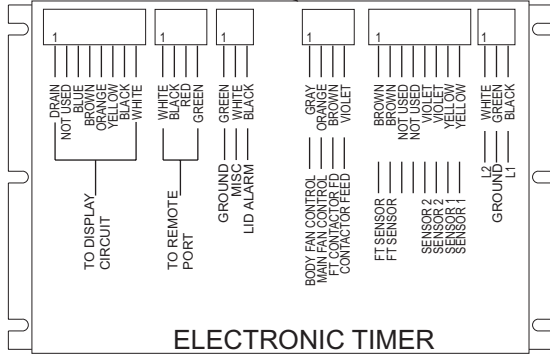 1
1
1
1
1
1
DRAIN
NOT USED
BLUE
BROWN
ORANGE
YELLOW
BLACK
WHITE
WHITE
BLACK
RED
GREEN
GREEN
WHITE
BLACK
GRAY
ORANGE
BROWN
VIOLET
BROWN
BROWN
NOT USED
NOT USED
VIOLET
VIOLET
YELLOW
YELLOW
WHITE
GREEN
BLACK
TO DISPLAY
CIRCUIT
TO REMOTE
PORT
GROUND
MISC
LID ALARM
BODY FAN CONTROL
MAIN FAN CONTROL
FT CONTACTOR FD
CONTACTOR FEED
FT SENSOR
FT SENSOR
SENSOR 2
SENSOR 2
SENSOR 1
SENSOR 1
L2
GROUND
L1
ELECTRONIC TIMER